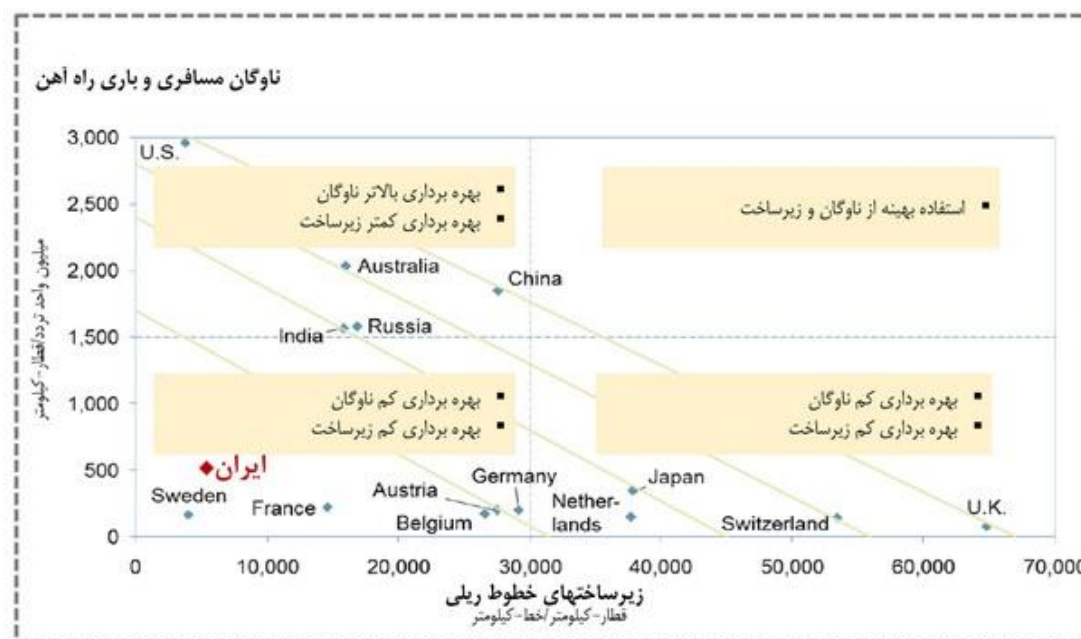 ناوگان مسافری و باری راه آهن
3,000
2,500
2,000
1,500
1,000
500
0
میلیون واحد تردد/قطار-کیلومتر
U.S.
بهره برداری بالاتر ناوگان
بهره برداری کمتر زیرساخت
استفاده بهینه از ناوگان و زیرساخت
Australia
China
India
Russia
بهره برداری کم ناوگان
بهره برداری کم زیرساخت
بهره برداری کم ناوگان
بهره برداری کم زیرساخت
ایران
Sweden
France
Austria
Belgium
Germany
Nether-
lands
Japan
Switzerland
U.K.
0
10,000
20,000
30,000
40,000
50,000
60,000
70,000
زیرساختهای خطوط ریلی
قطار-کیلومتر/خط-کیلومتر